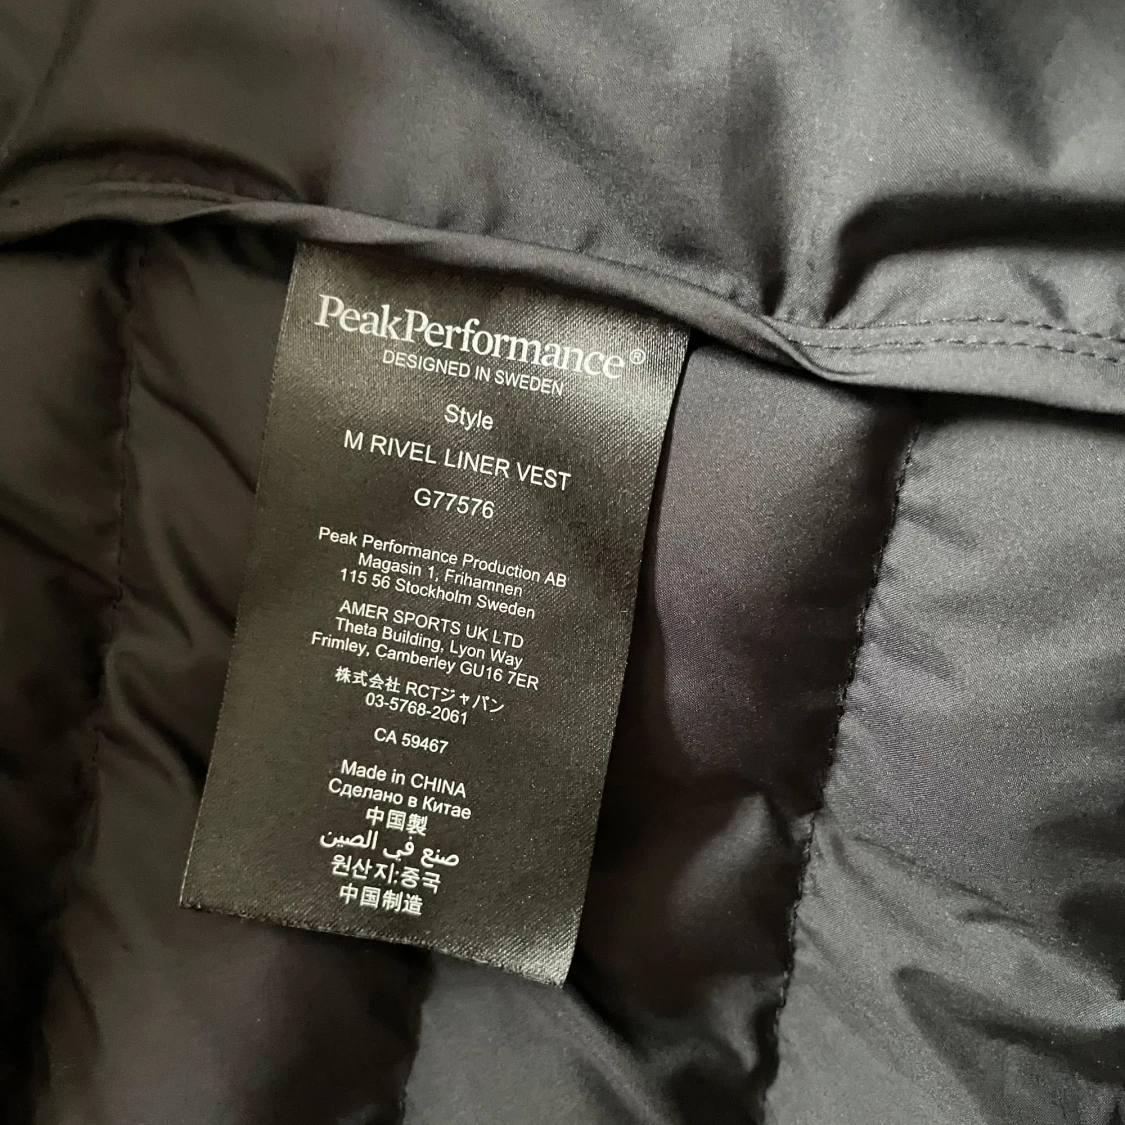 PeakPerformance®
DESIGNED IN SWEDEN
Style
M RIVEL LINER VEST
G77576
Peak Performance Production AB
Magasin 1, Frihamnen
115 56 Stockholm Sweden
AMER SPORTS UK LTD
Theta Building, Lyon Way
Frimley, Camberley GU16 7ER
株式会社 RCTジャパン
03-5768-2061
CA 59467
Made in CHINA
Сделано в Китае
中国製
صنع في الصين
원산지:중국
中国制造